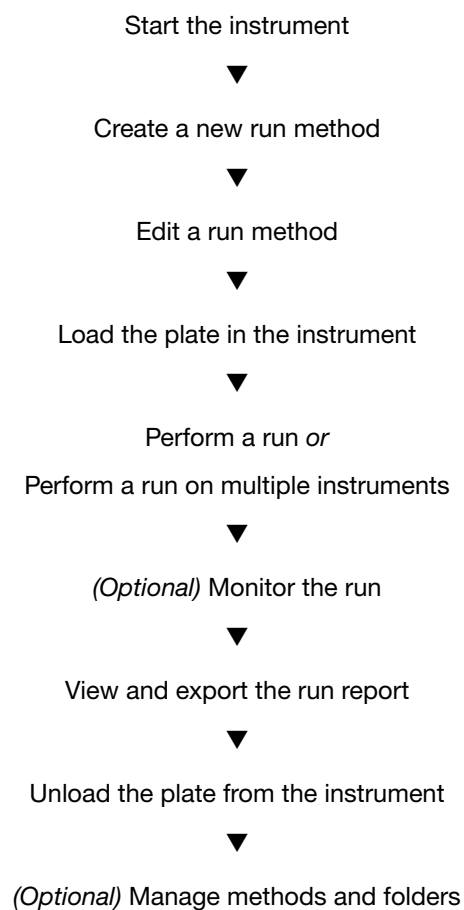 Start the instrument
▼
Create a new run method
▼
Edit a run method
▼
Load the plate in the instrument
▼
Perform a run or
Perform a run on multiple instruments
▼
(Optional) Monitor the run
▼
View and export the run report
▼
Unload the plate from the instrument
▼
(Optional) Manage methods and folders